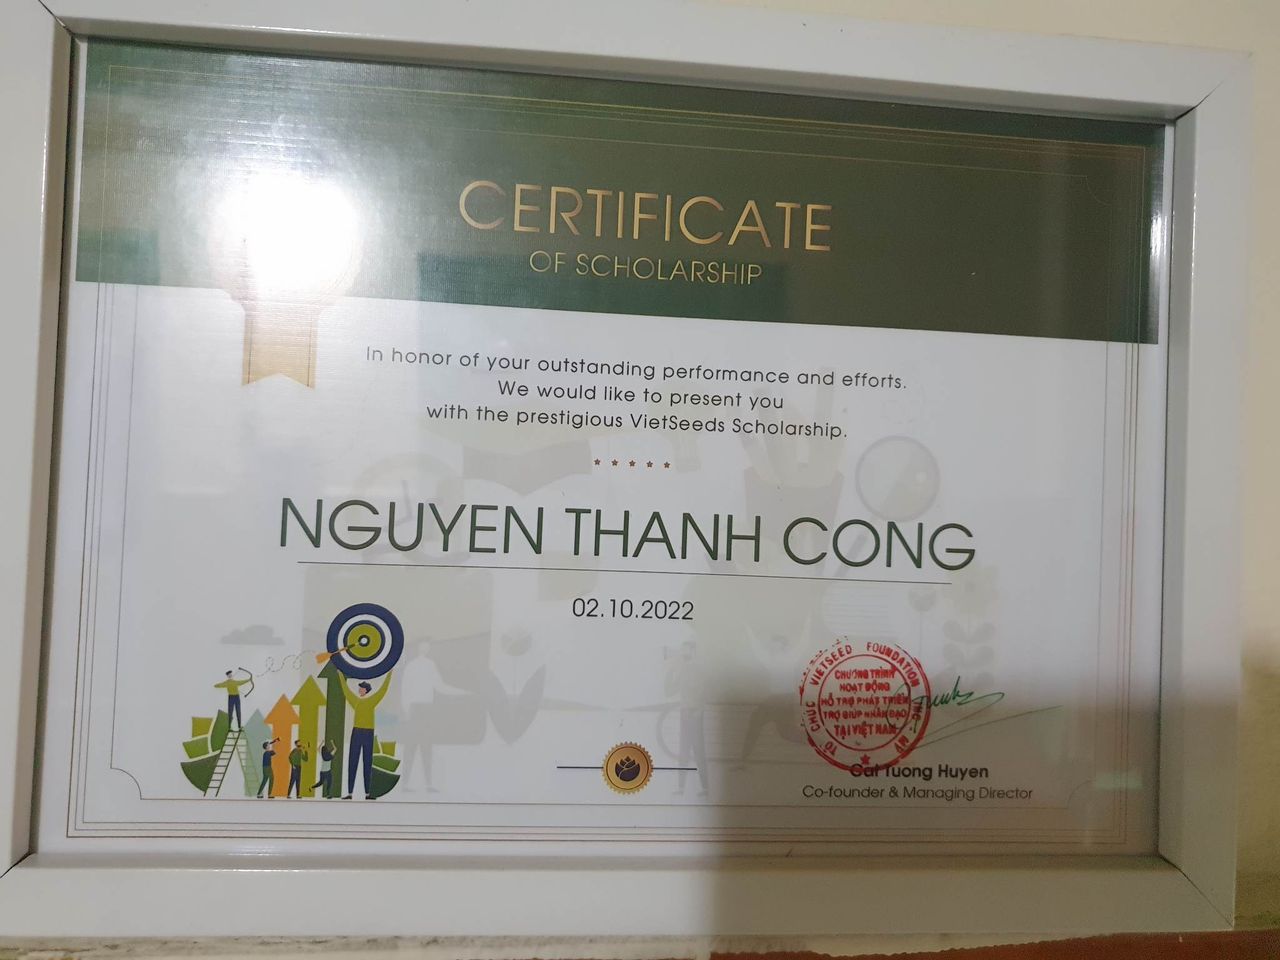 CERTIFICATE
OF SCHOLARSHIP
In honor of your outstanding performance and efforts.
We would like to present you
with the prestigious VietSeeds Scholarship.
NGUYEN THANH CONG
02.10.2022
TỔ CHỨC VIETSEED FOUNDATION INC. MỸ
CHƯƠNG TRÌNH
HOẠT ĐỘNG
HỖ TRỢ PHÁT TRIỂN
TRỢ GIÚP NHÂN ĐẠO
TẠI VIỆT NAM
Cat Tuong Huyen
Co-founder & Managing Director